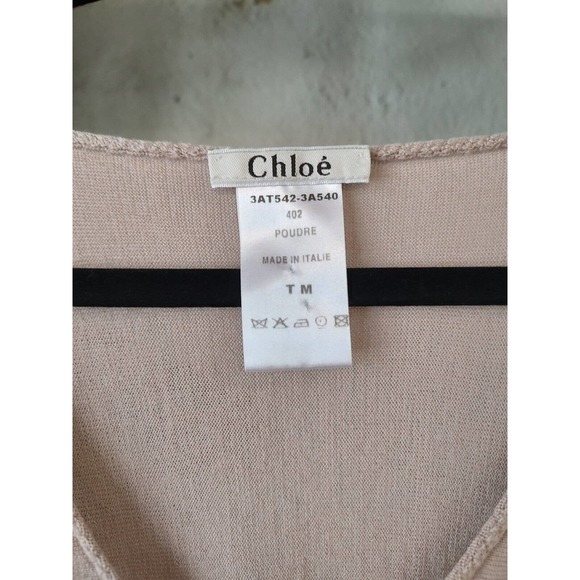 Chloé
3AT542-3A540
402
POUDRE
MADE IN ITALIE
T M